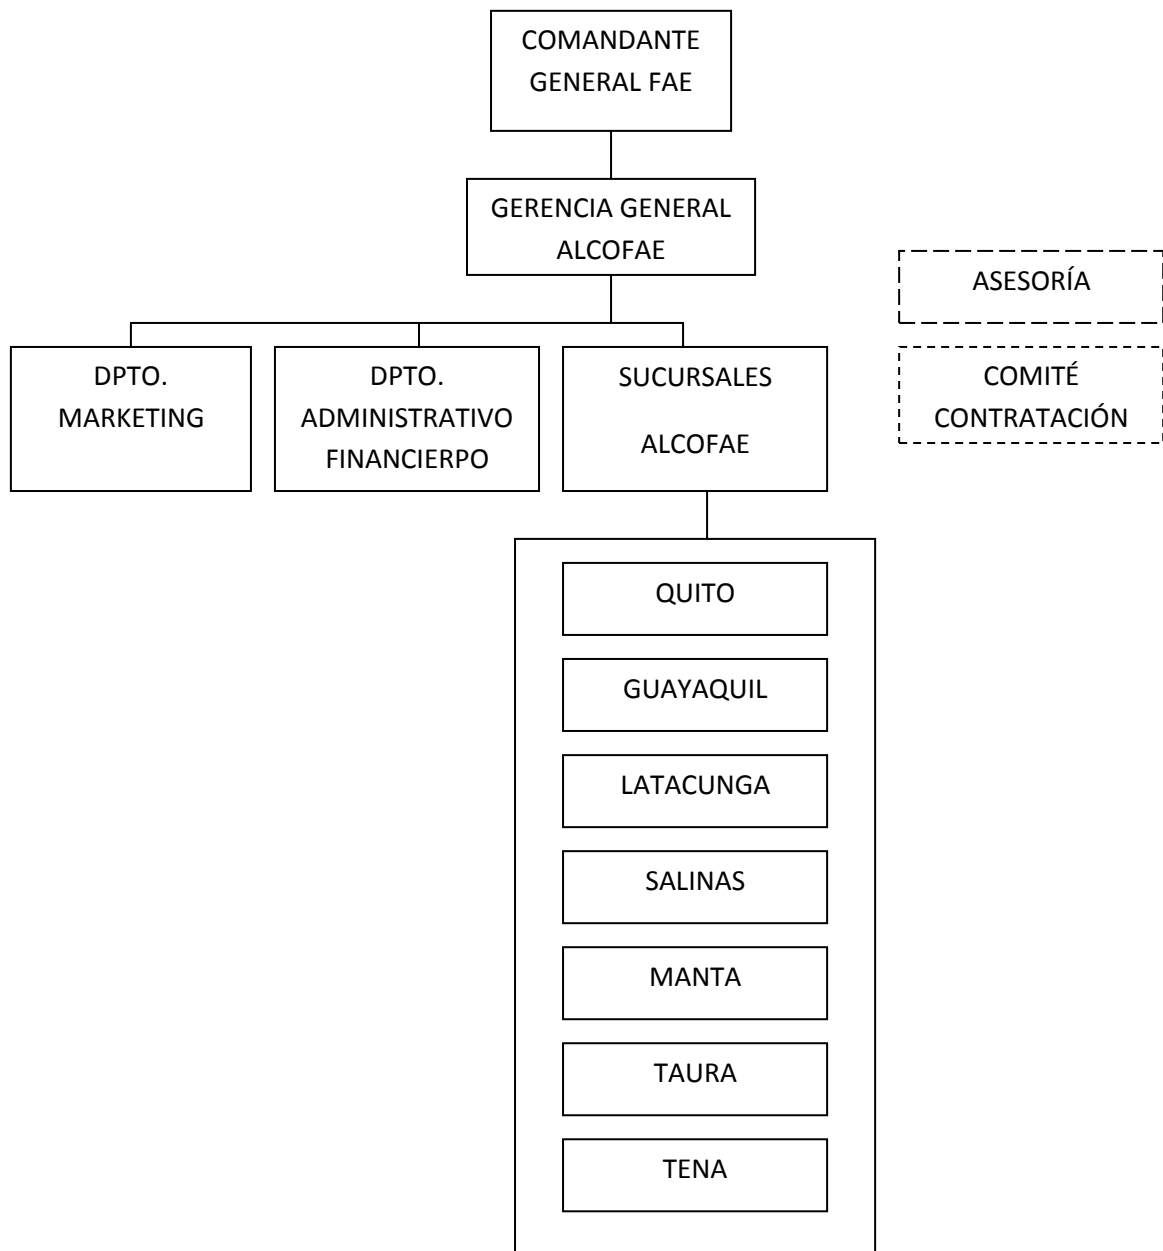 COMANDANTE
GENERAL FAE
GERENCIA GENERAL
ALCOFAE
ASESORÍA
COMITÉ
CONTRATACIÓN
DPTO.
MARKETING
DPTO.
ADMINISTRATIVO
FINANCIERPO
SUCURSALES
ALCOFAE
QUITO
GUAYAQUIL
LATACUNGA
SALINAS
MANTA
TAURA
TENA